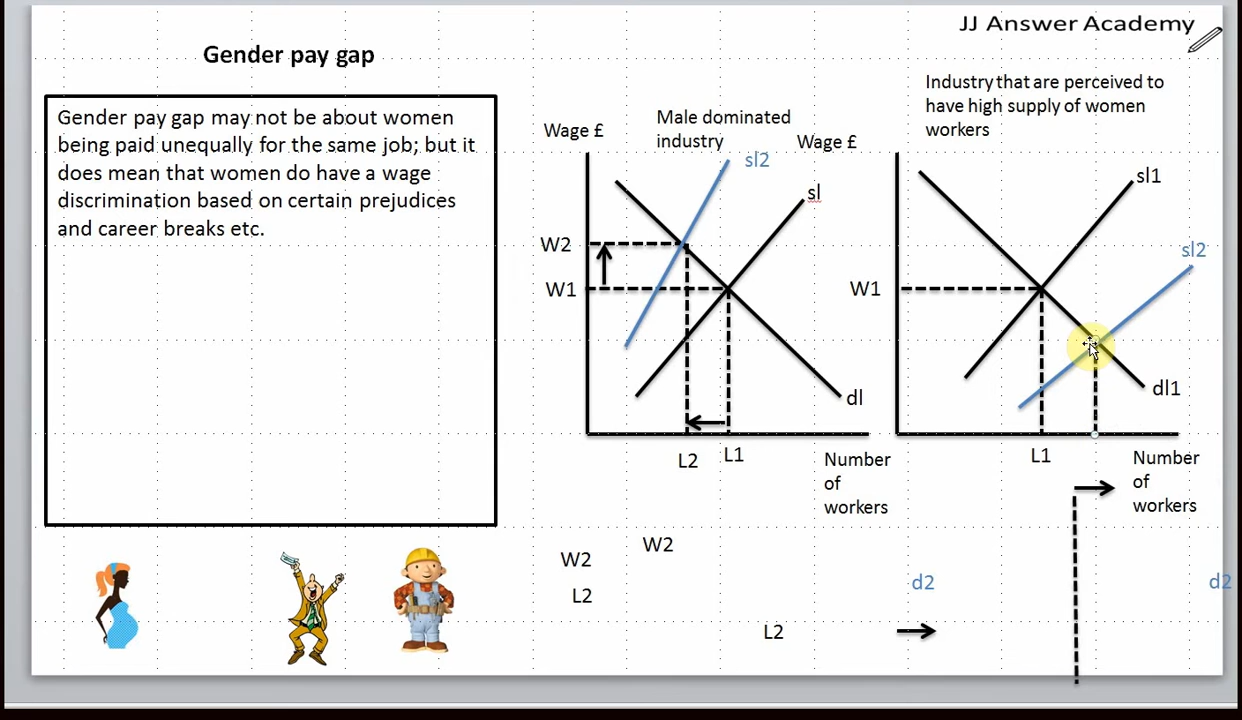 JJ Answer Academy
Gender pay gap
Gender pay gap may not be about women
being paid unequally for the same job; but it
does mean that women do have a wage
discrimination based on certain prejudices
and career breaks etc.
Wage £
Male dominated
industry
sl2
sl
W2
W1
dl
L2
L1
Number
of
workers
Industry that are perceived to
have high supply of women
workers
Wage £
sl1
sl2
W1
dl1
L1
Number
of
workers
W2
W2
L2
L2
d2
d2